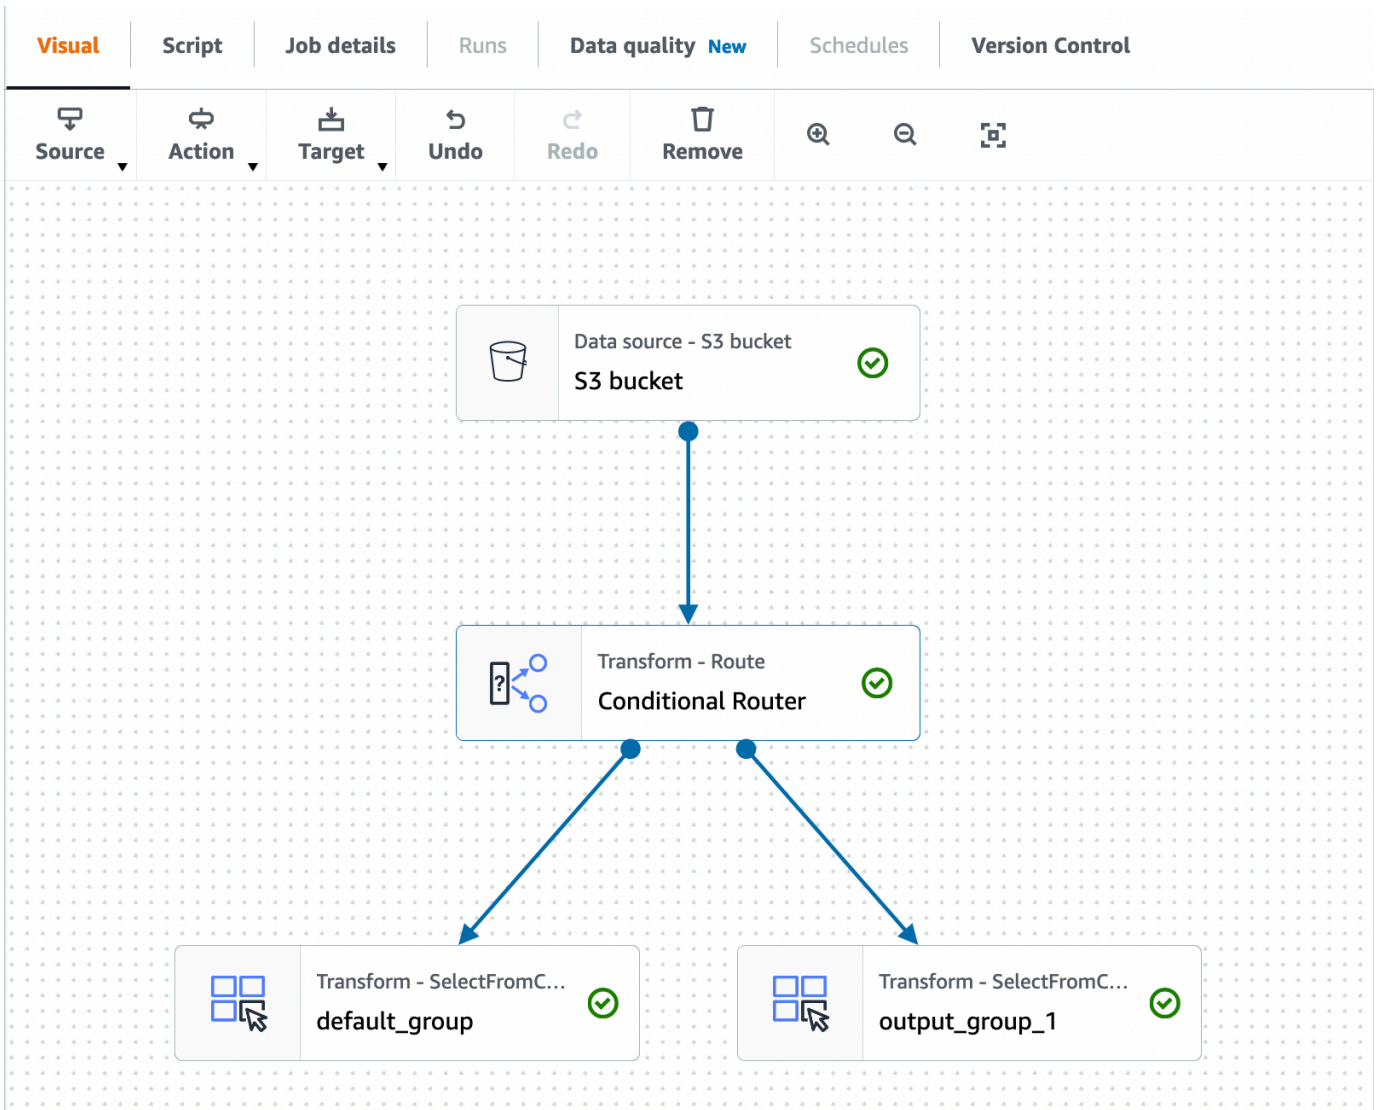 Visual
Script
Job details
Runs
Data quality New
Schedules
Version Control
Source
Action
Target
Undo
Redo
Remove
Data source - S3 bucket
S3 bucket
?
Transform - Route
Conditional Router
Transform - SelectFromC...
default_group
Transform - SelectFromC...
output_group_1